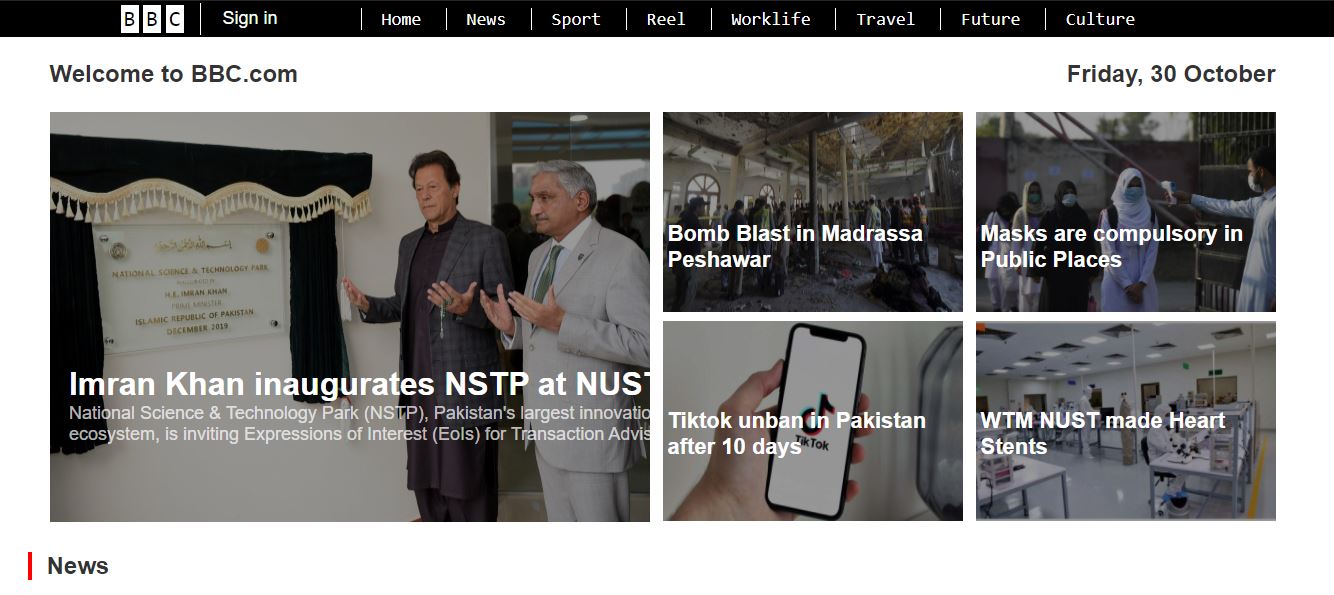 BBC
Sign in
Home
News
Sport
Reel
Worklife
Travel
Future
Culture
Welcome to BBC.com
Friday, 30 October
NATIONAL SCIENCE & TECHNOLOGY PARK
INAUGURATED BY
H.E. IMRAN KHAN
PRIME MINISTER
ISLAMIC REPUBLIC OF PAKISTAN
DECEMBER 2019
Imran Khan inaugurates NSTP at NUST
National Science & Technology Park (NSTP), Pakistan's largest innovatio
ecosystem, is inviting Expressions of Interest (EoIs) for Transaction Advis
Bomb Blast in Madrassa
Peshawar
Masks are compulsory in
Public Places
Tiktok unban in Pakistan
after 10 days
TikTok
WTM NUST made Heart
Stents
News